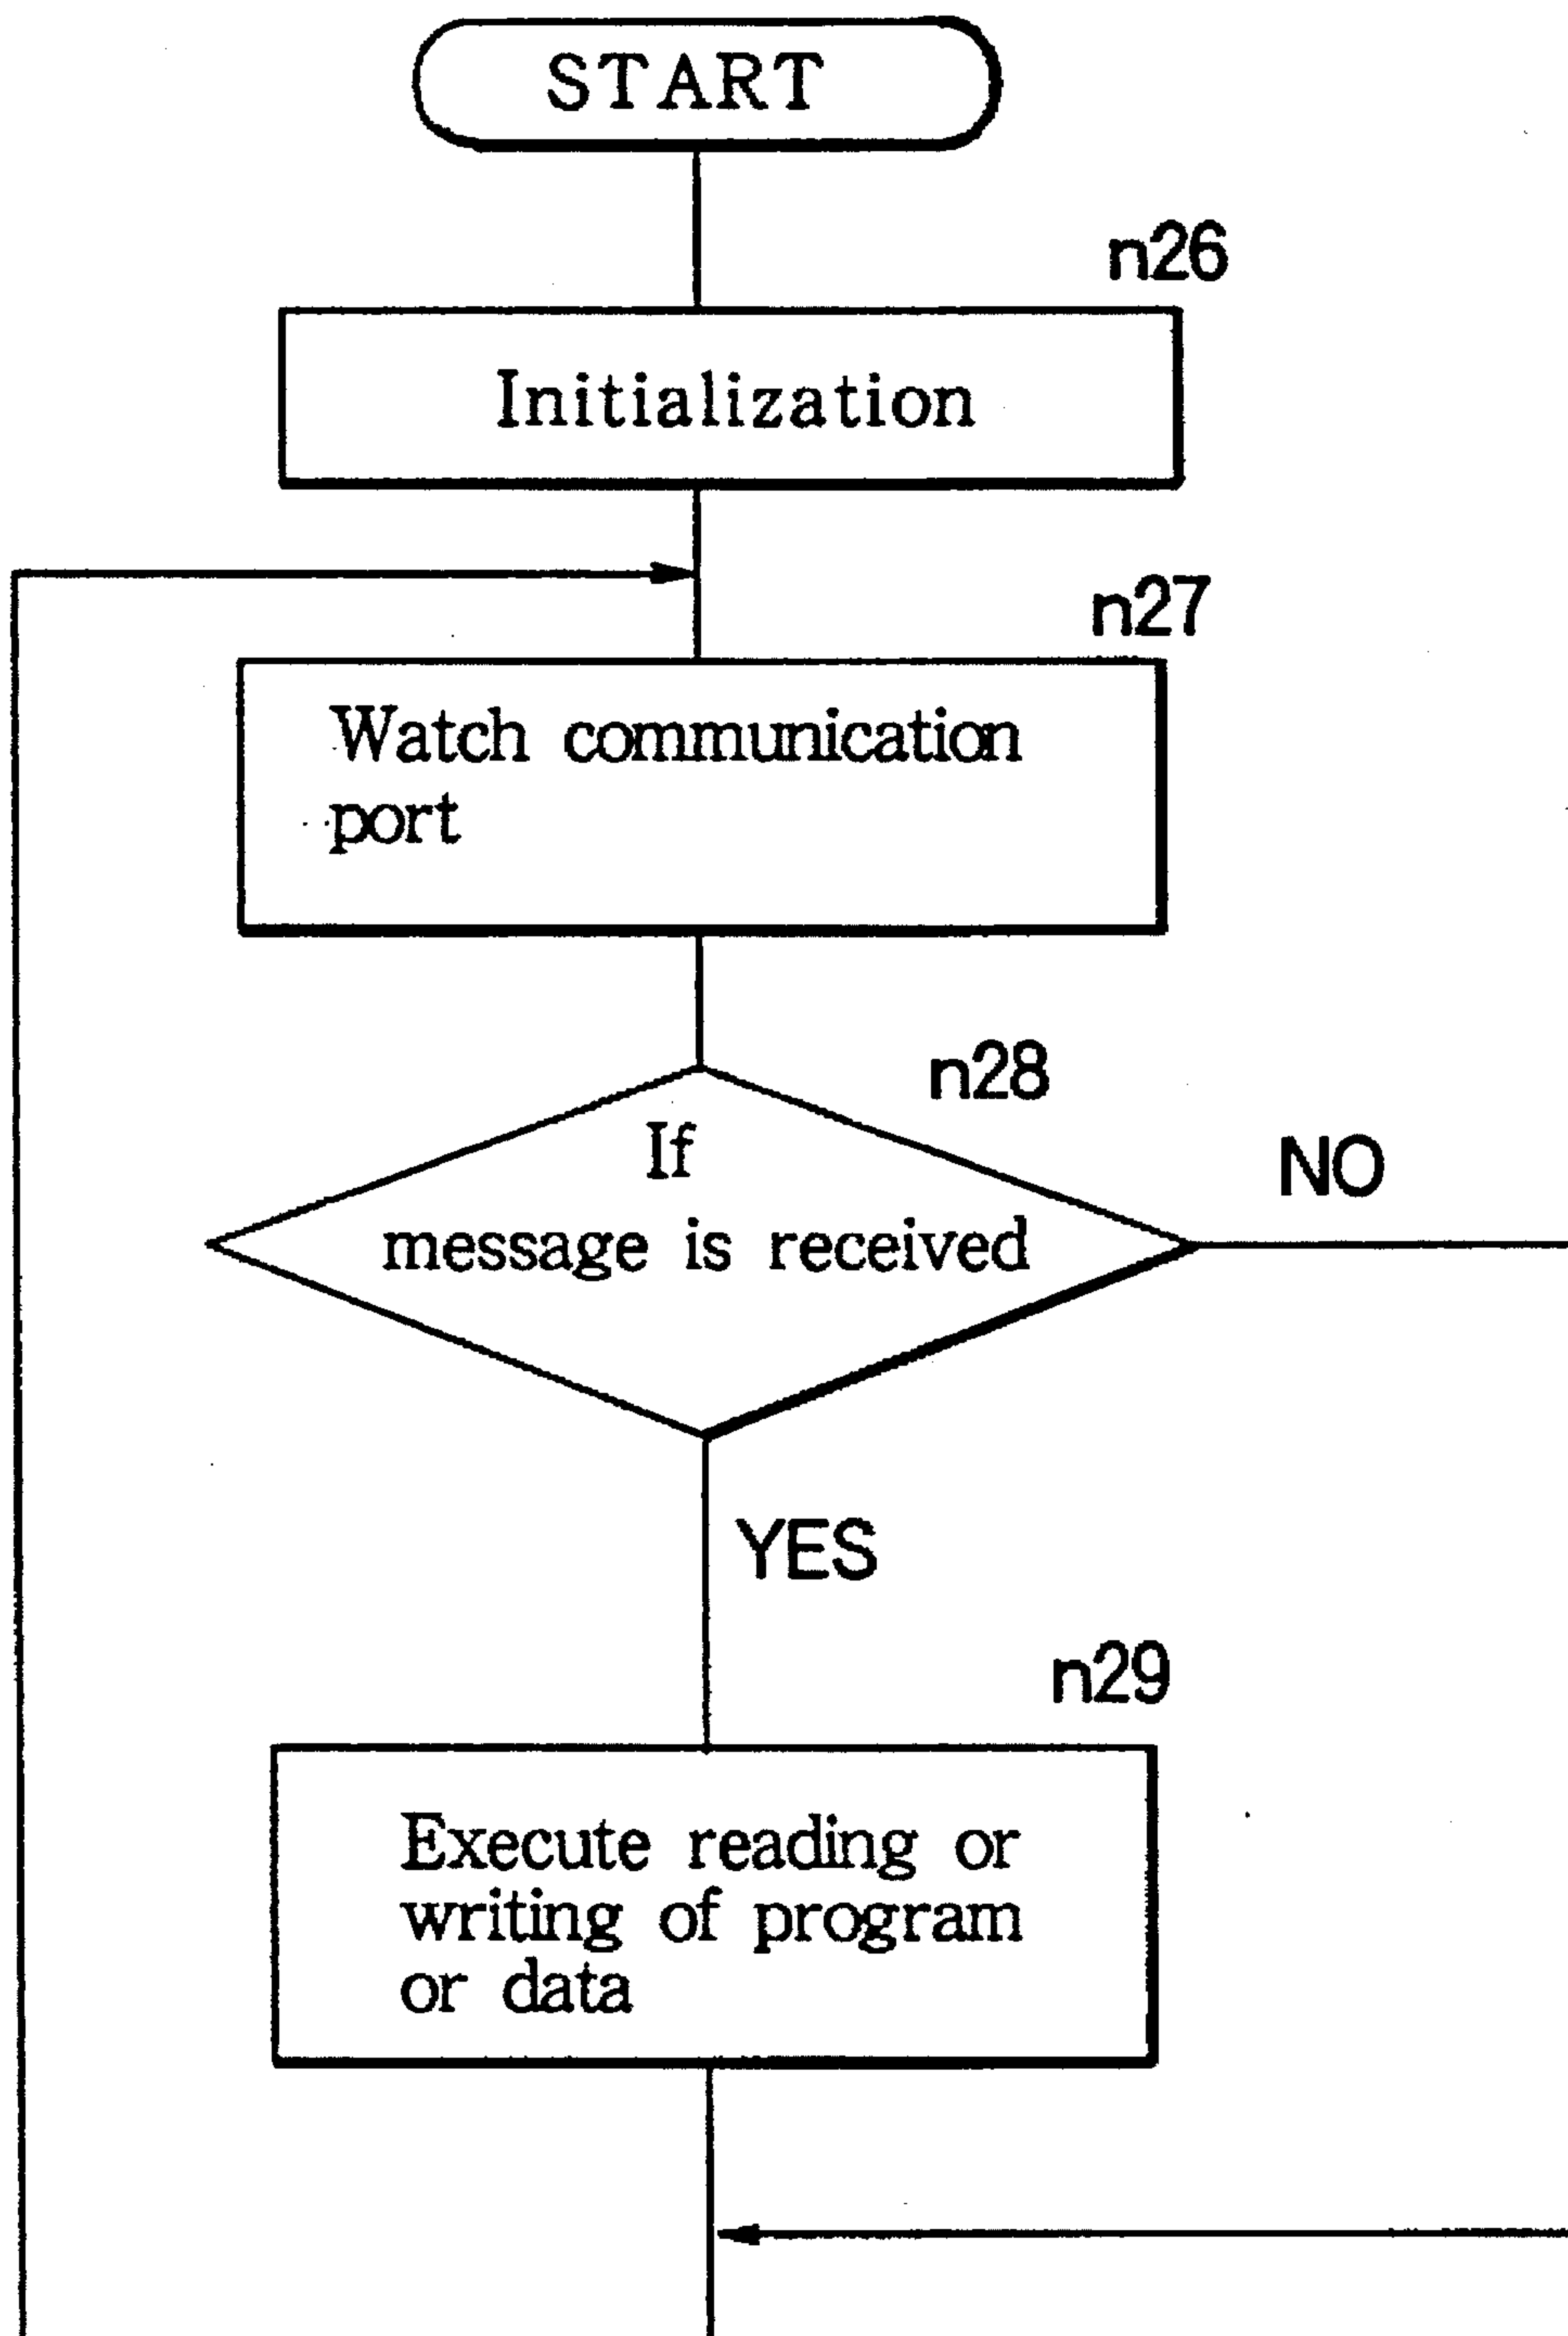 START
n26
Initialization
n27
Watch communication
port
n28
If
message is received
NO
YES
n29
Execute reading or
writing of program
or data